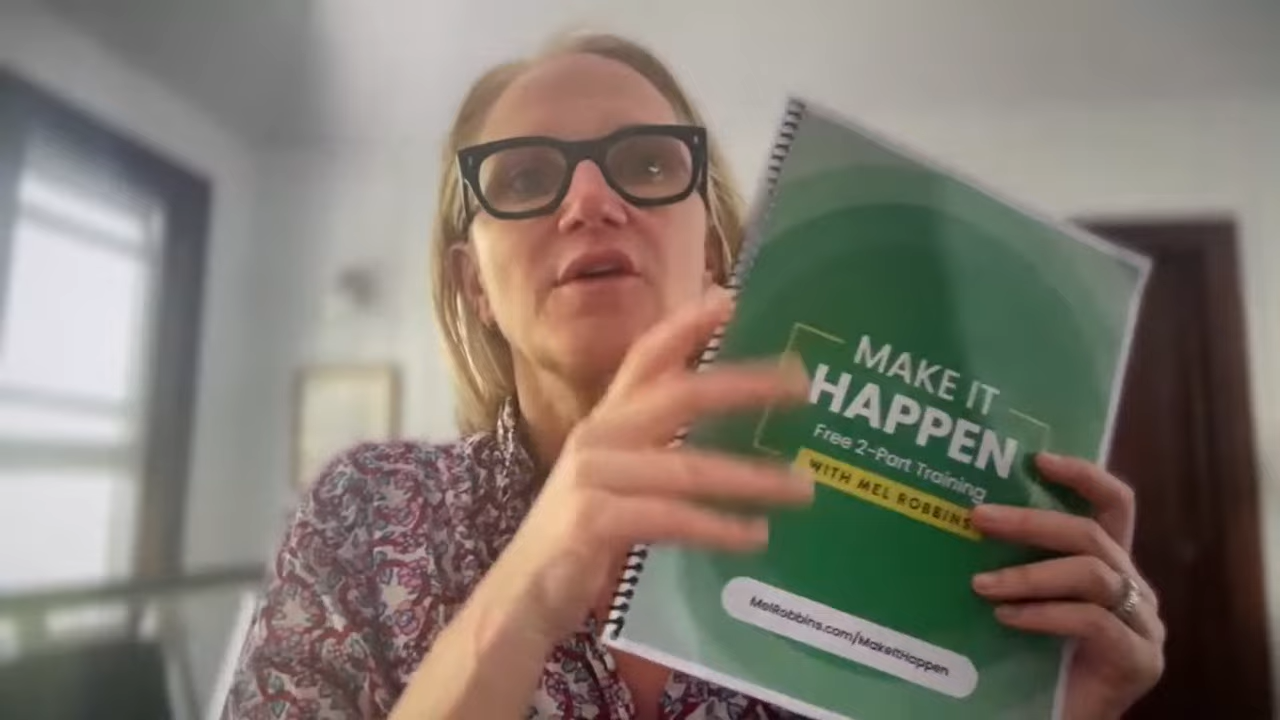 MAKE IT
HAPPEN
Free 2-Part Training
WITH MEL ROBBINS
MelRobbins.com/MakeItHappen